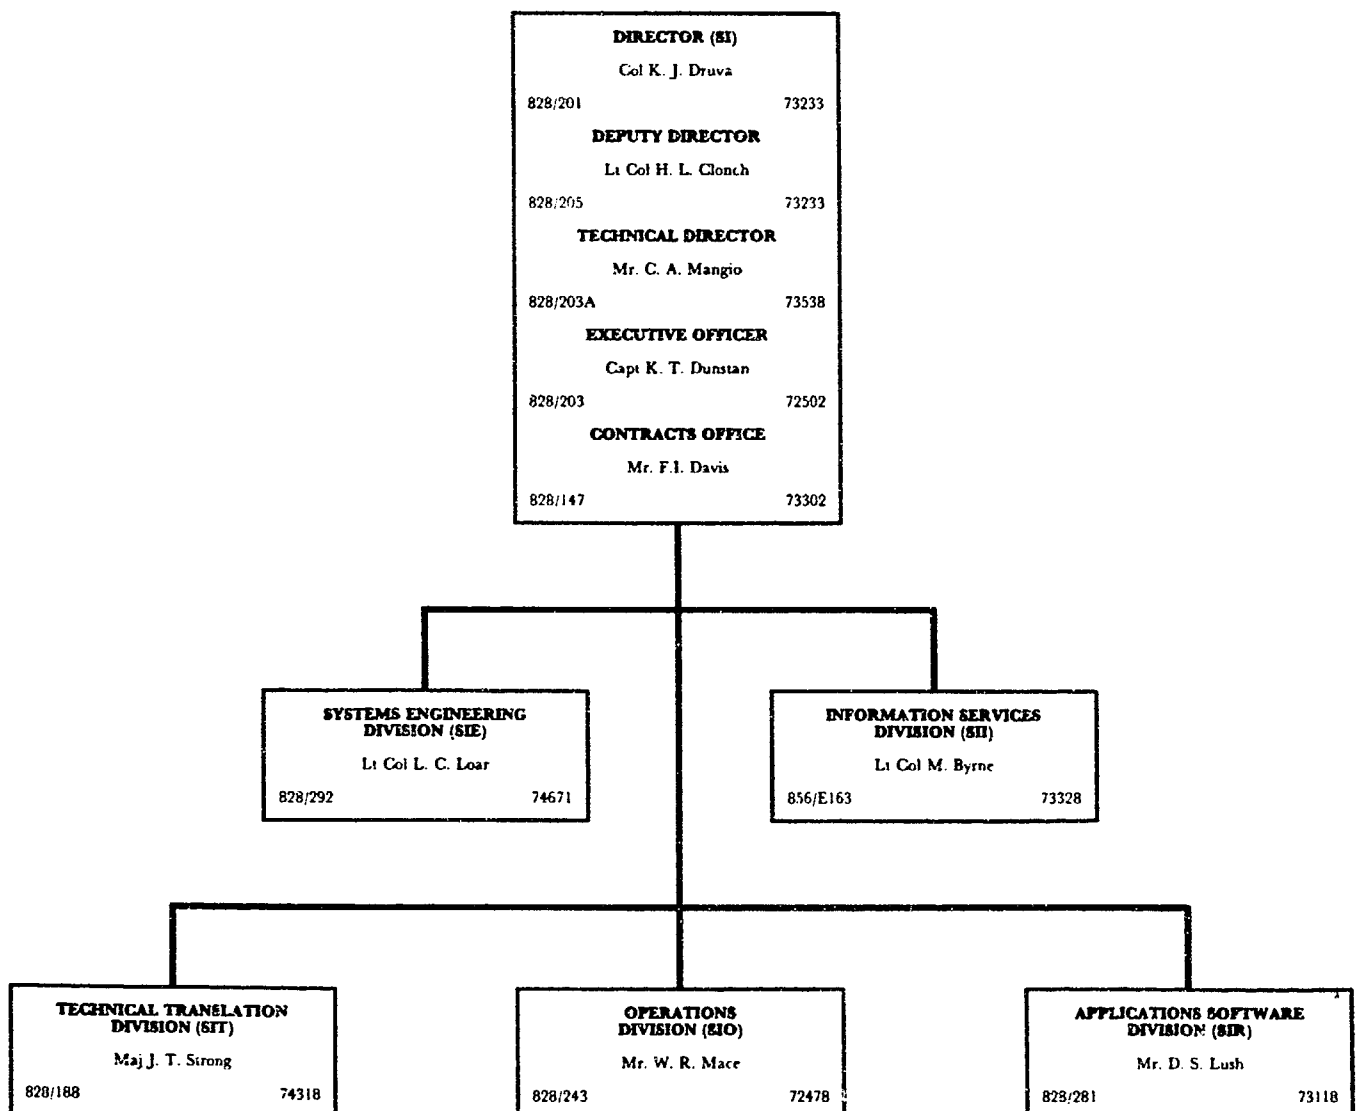 DIRECTOR (SI)
Col K. J. Druva
828/201 73233
DEPUTY DIRECTOR
Lt Col H. L. Clonch
828/205 73233
TECHNICAL DIRECTOR
Mr. C. A. Mangio
828/203A 73538
EXECUTIVE OFFICER
Capt K. T. Dunstan
828/203 72502
CONTRACTS OFFICE
Mr. F.I. Davis
828/147 73302
SYSTEMS ENGINEERING
DIVISION (SIE)
Lt Col L. C. Loar
828/292 74671
INFORMATION SERVICES
DIVISION (SII)
Lt Col M. Byrne
856/E163 73328
TECHNICAL TRANSLATION
DIVISION (SIT)
Maj J. T. Strong
828/188 74318
OPERATIONS
DIVISION (SIO)
Mr. W. R. Mace
828/243 72478
APPLICATIONS SOFTWARE
DIVISION (SIR)
Mr. D. S. Lush
828/281 73118